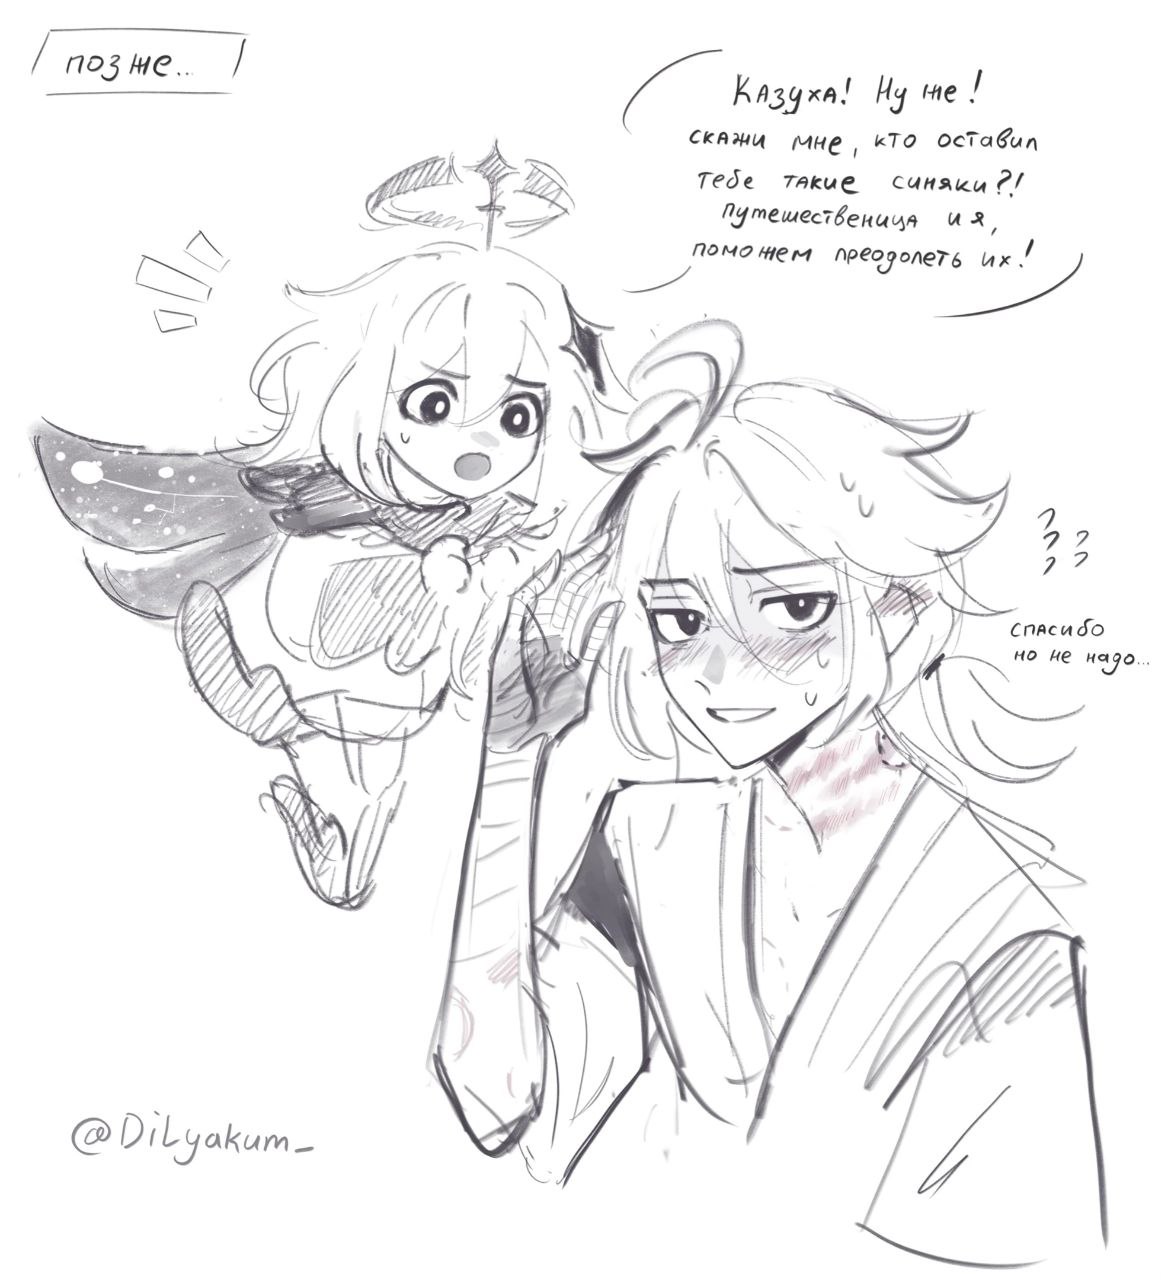 позже...
Казуха! Ну же!
скажи мне, кто оставил
тебе такие синяки?!
Путешественица и я,
поможем преодолеть их!
спасибо
но не надо...
@DiLyakum_